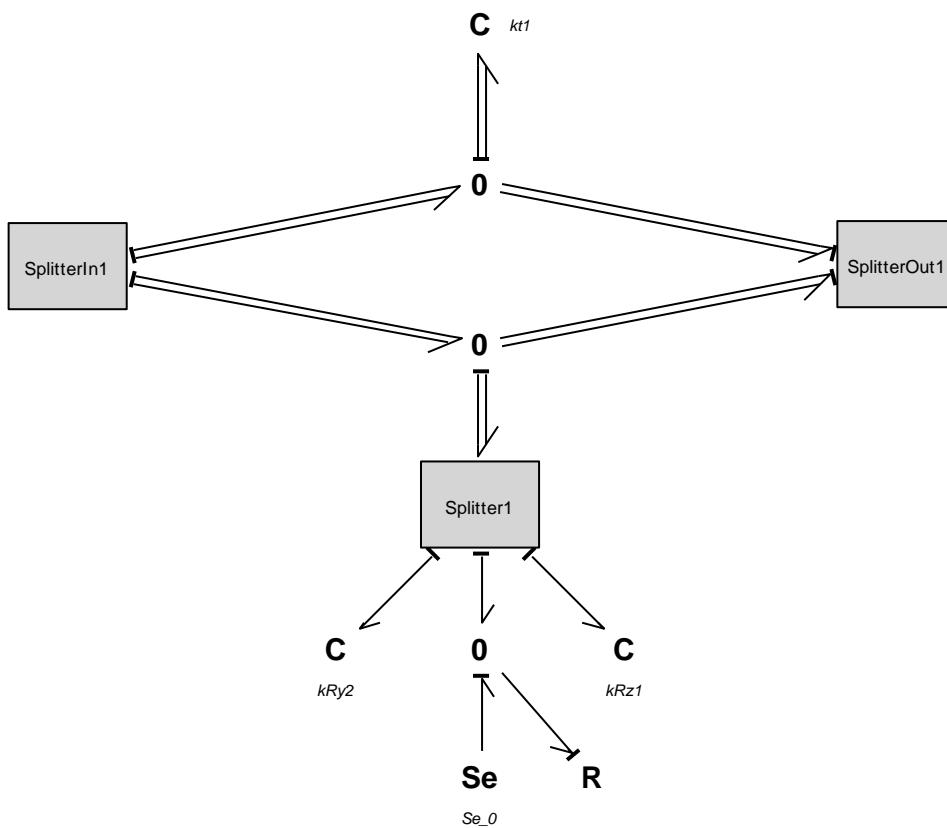 C kt1
0
SplitterIn1 SplitterOut1
0
Splitter1
C 0 C
kRy2 kRz1
Se R
Se_0